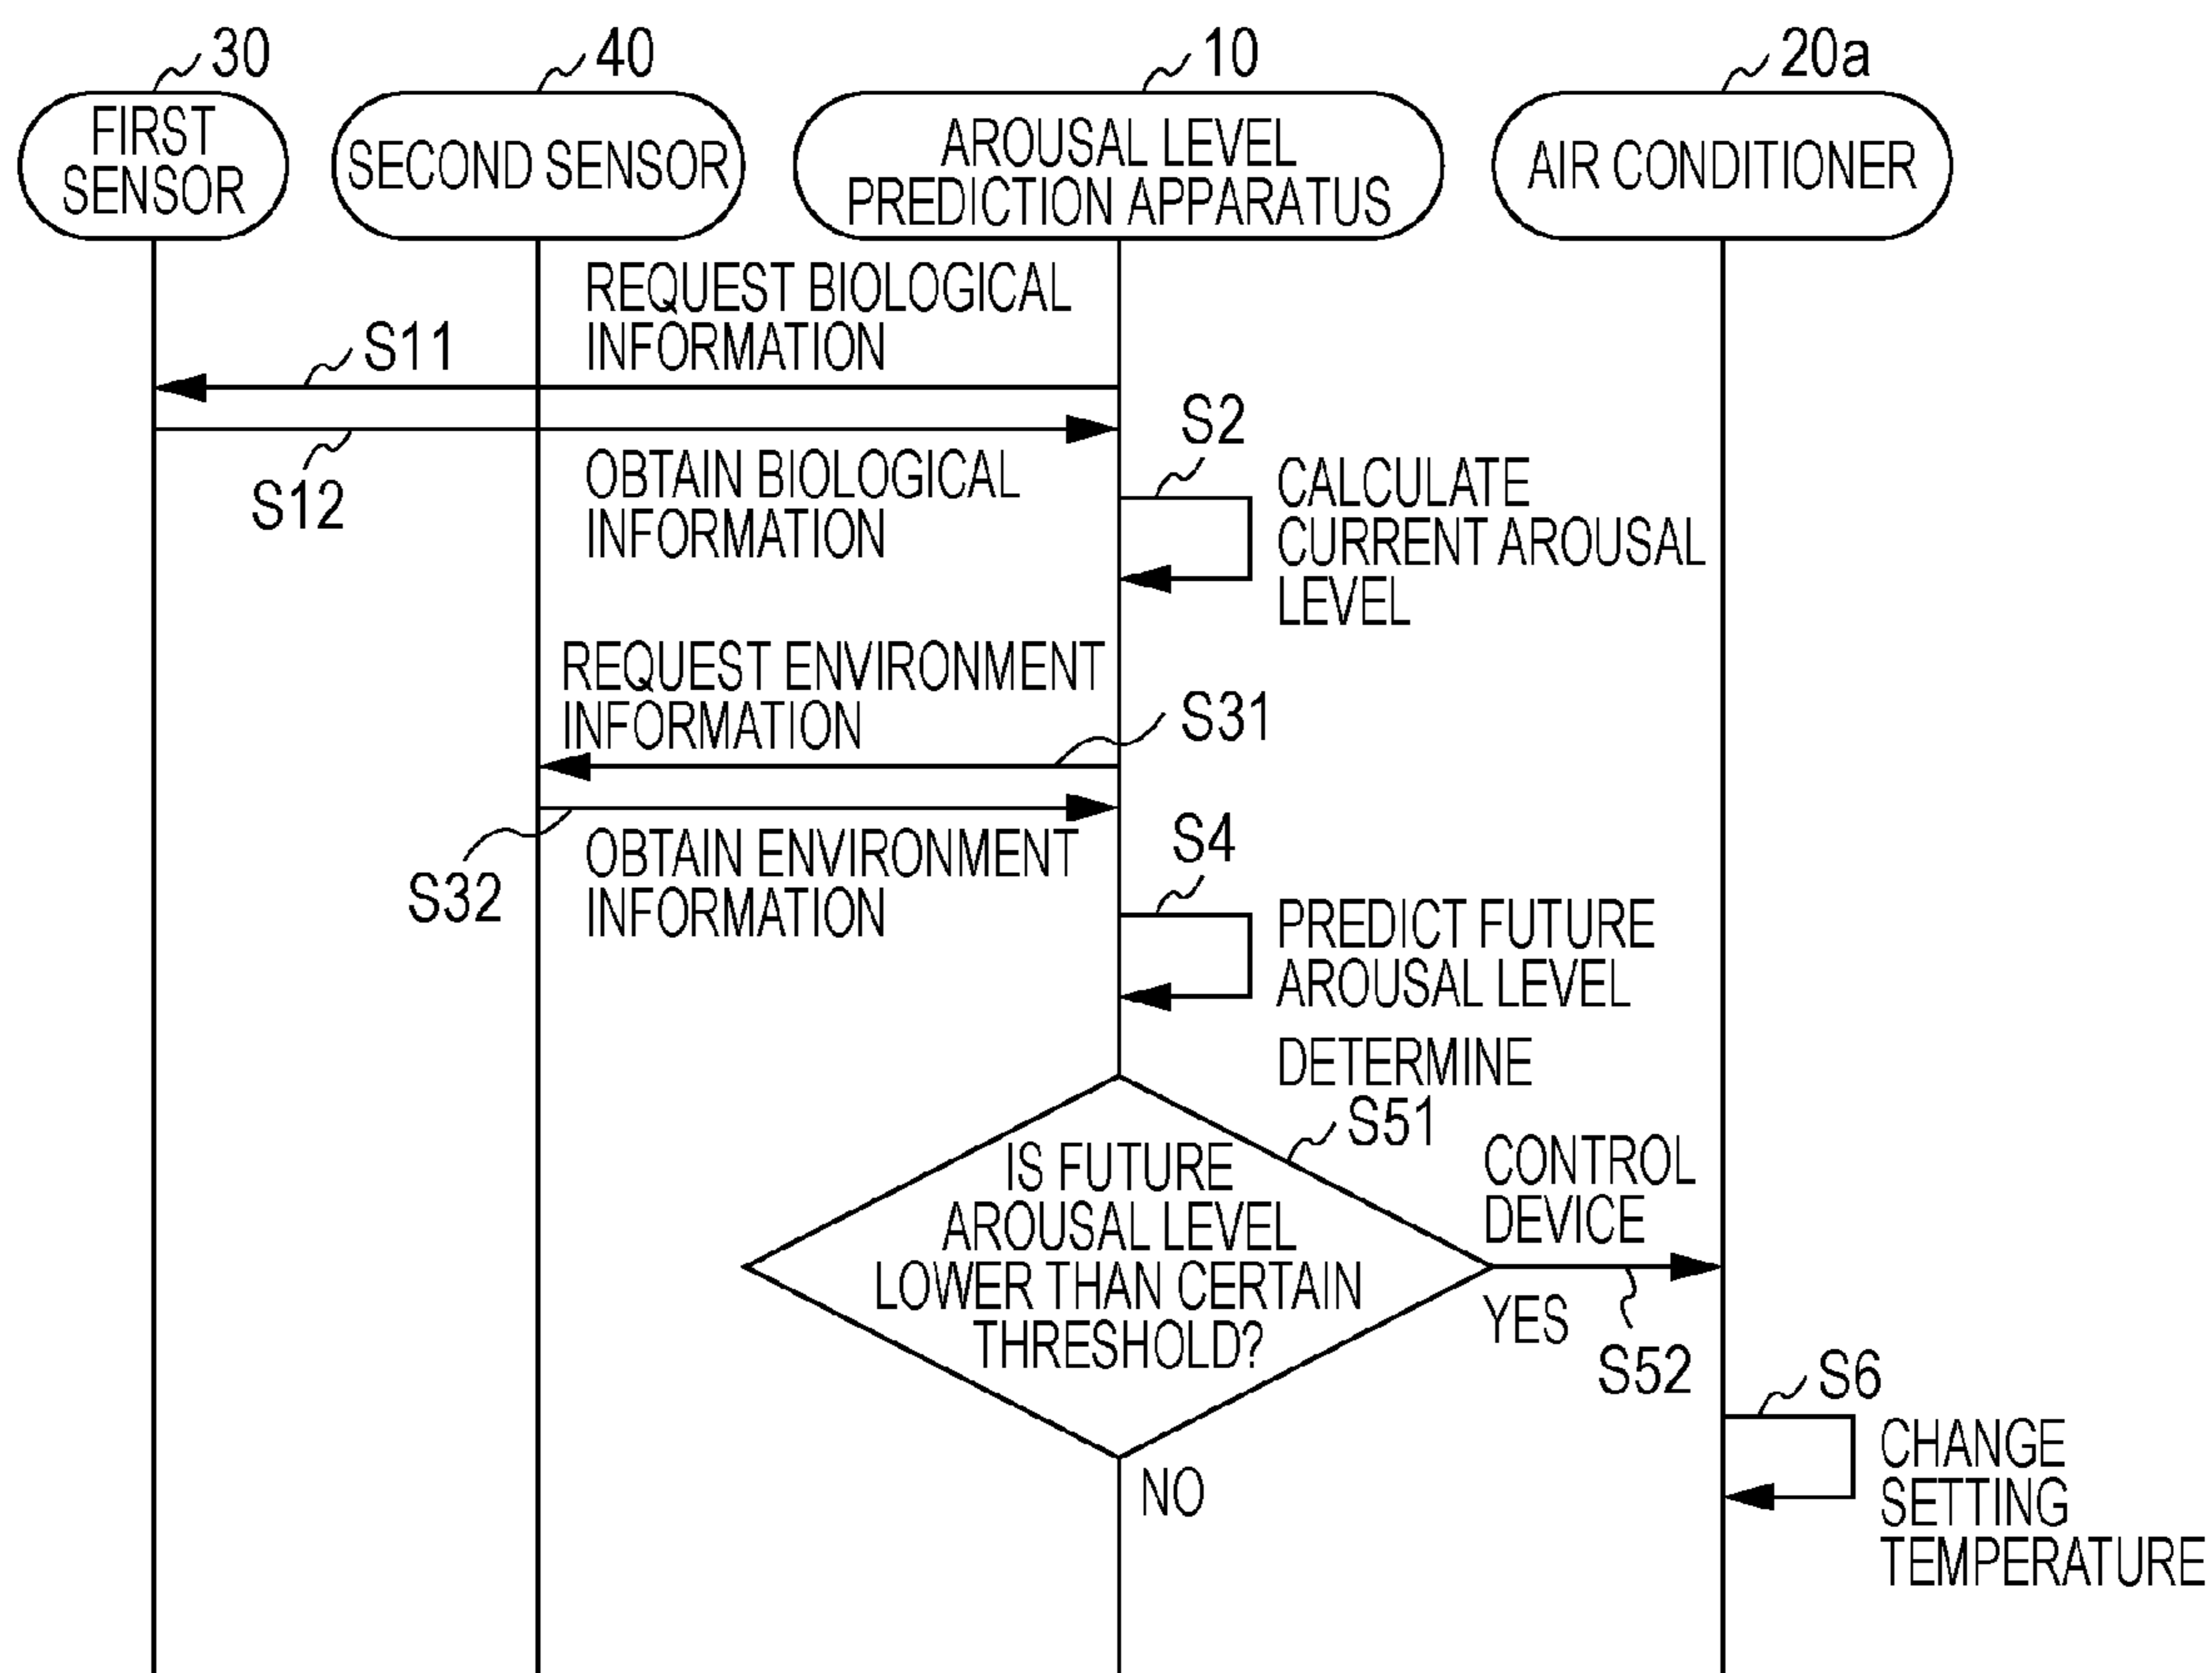 30
40
10
20a
FIRST
SENSOR
SECOND SENSOR
AROUSAL LEVEL
PREDICTION APPARATUS
AIR CONDITIONER
REQUEST BIOLOGICAL
INFORMATION
S11
S12
OBTAIN BIOLOGICAL
INFORMATION
S2
CALCULATE
CURRENT AROUSAL
LEVEL
REQUEST ENVIRONMENT
INFORMATION
S31
S32
OBTAIN ENVIRONMENT
INFORMATION
S4
PREDICT FUTURE
AROUSAL LEVEL
DETERMINE
S51
IS FUTURE
AROUSAL LEVEL
LOWER THAN CERTAIN
THRESHOLD?
CONTROL
DEVICE
YES
S52
S6
CHANGE
SETTING
TEMPERATURE
NO